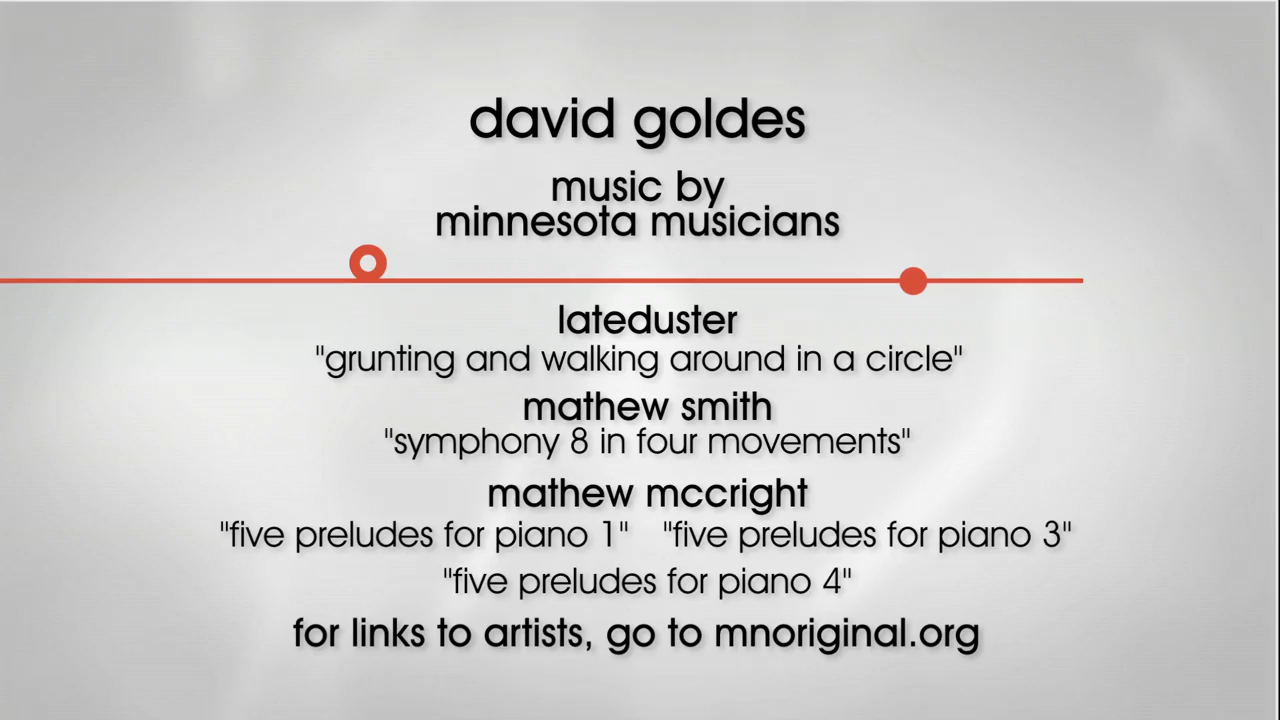 david goldes
music by
minnesota musicians
lateduster
"grunting and walking around in a circle"
mathew smith
"symphony 8 in four movements"
mathew mccright
"five preludes for piano 1" "five preludes for piano 3"
"five preludes for piano 4"
for links to artists, go to mnoriginal.org